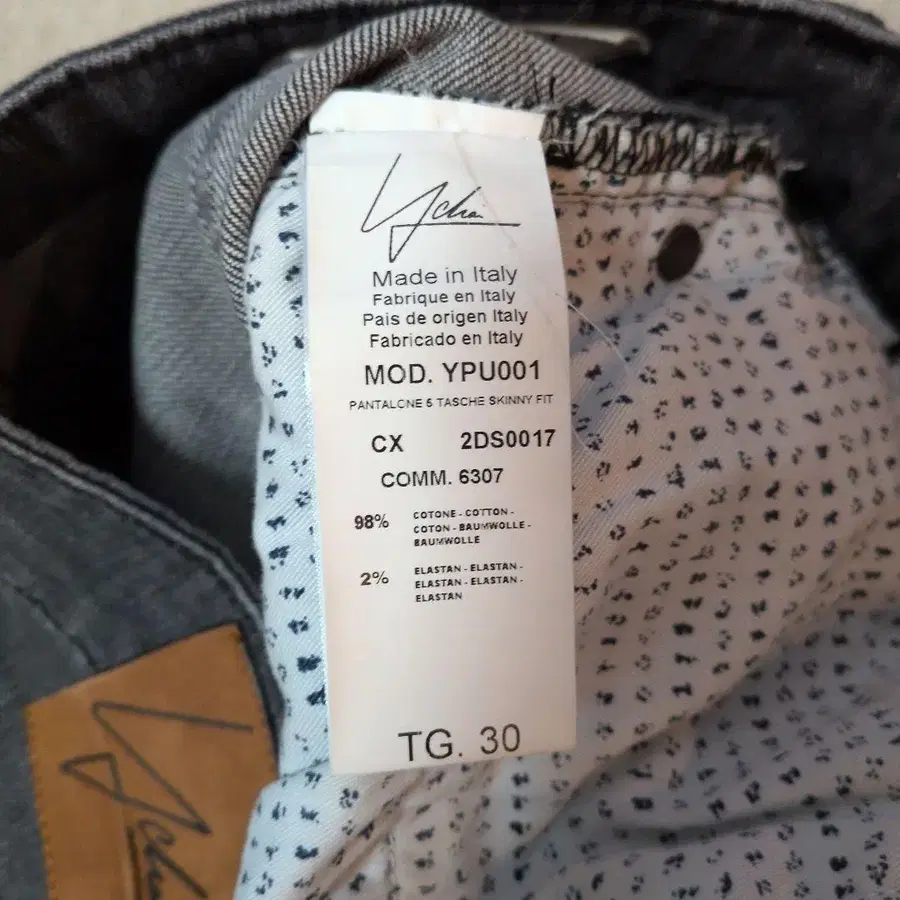 Made in Italy
Fabrique en Italy
Pais de origen Italy
Fabricado en Italy
MOD. YPU001
PANTALONE 5 TASCHE SKINNY FIT
CX 2DS0017
COMM. 6307
98% COTONE - COTTON -
COTON - BAUMWOLLE -
BAUMWOLLE
2% ELASTAN - ELASTAN -
ELASTAN - ELASTAN -
ELASTAN
TG. 30